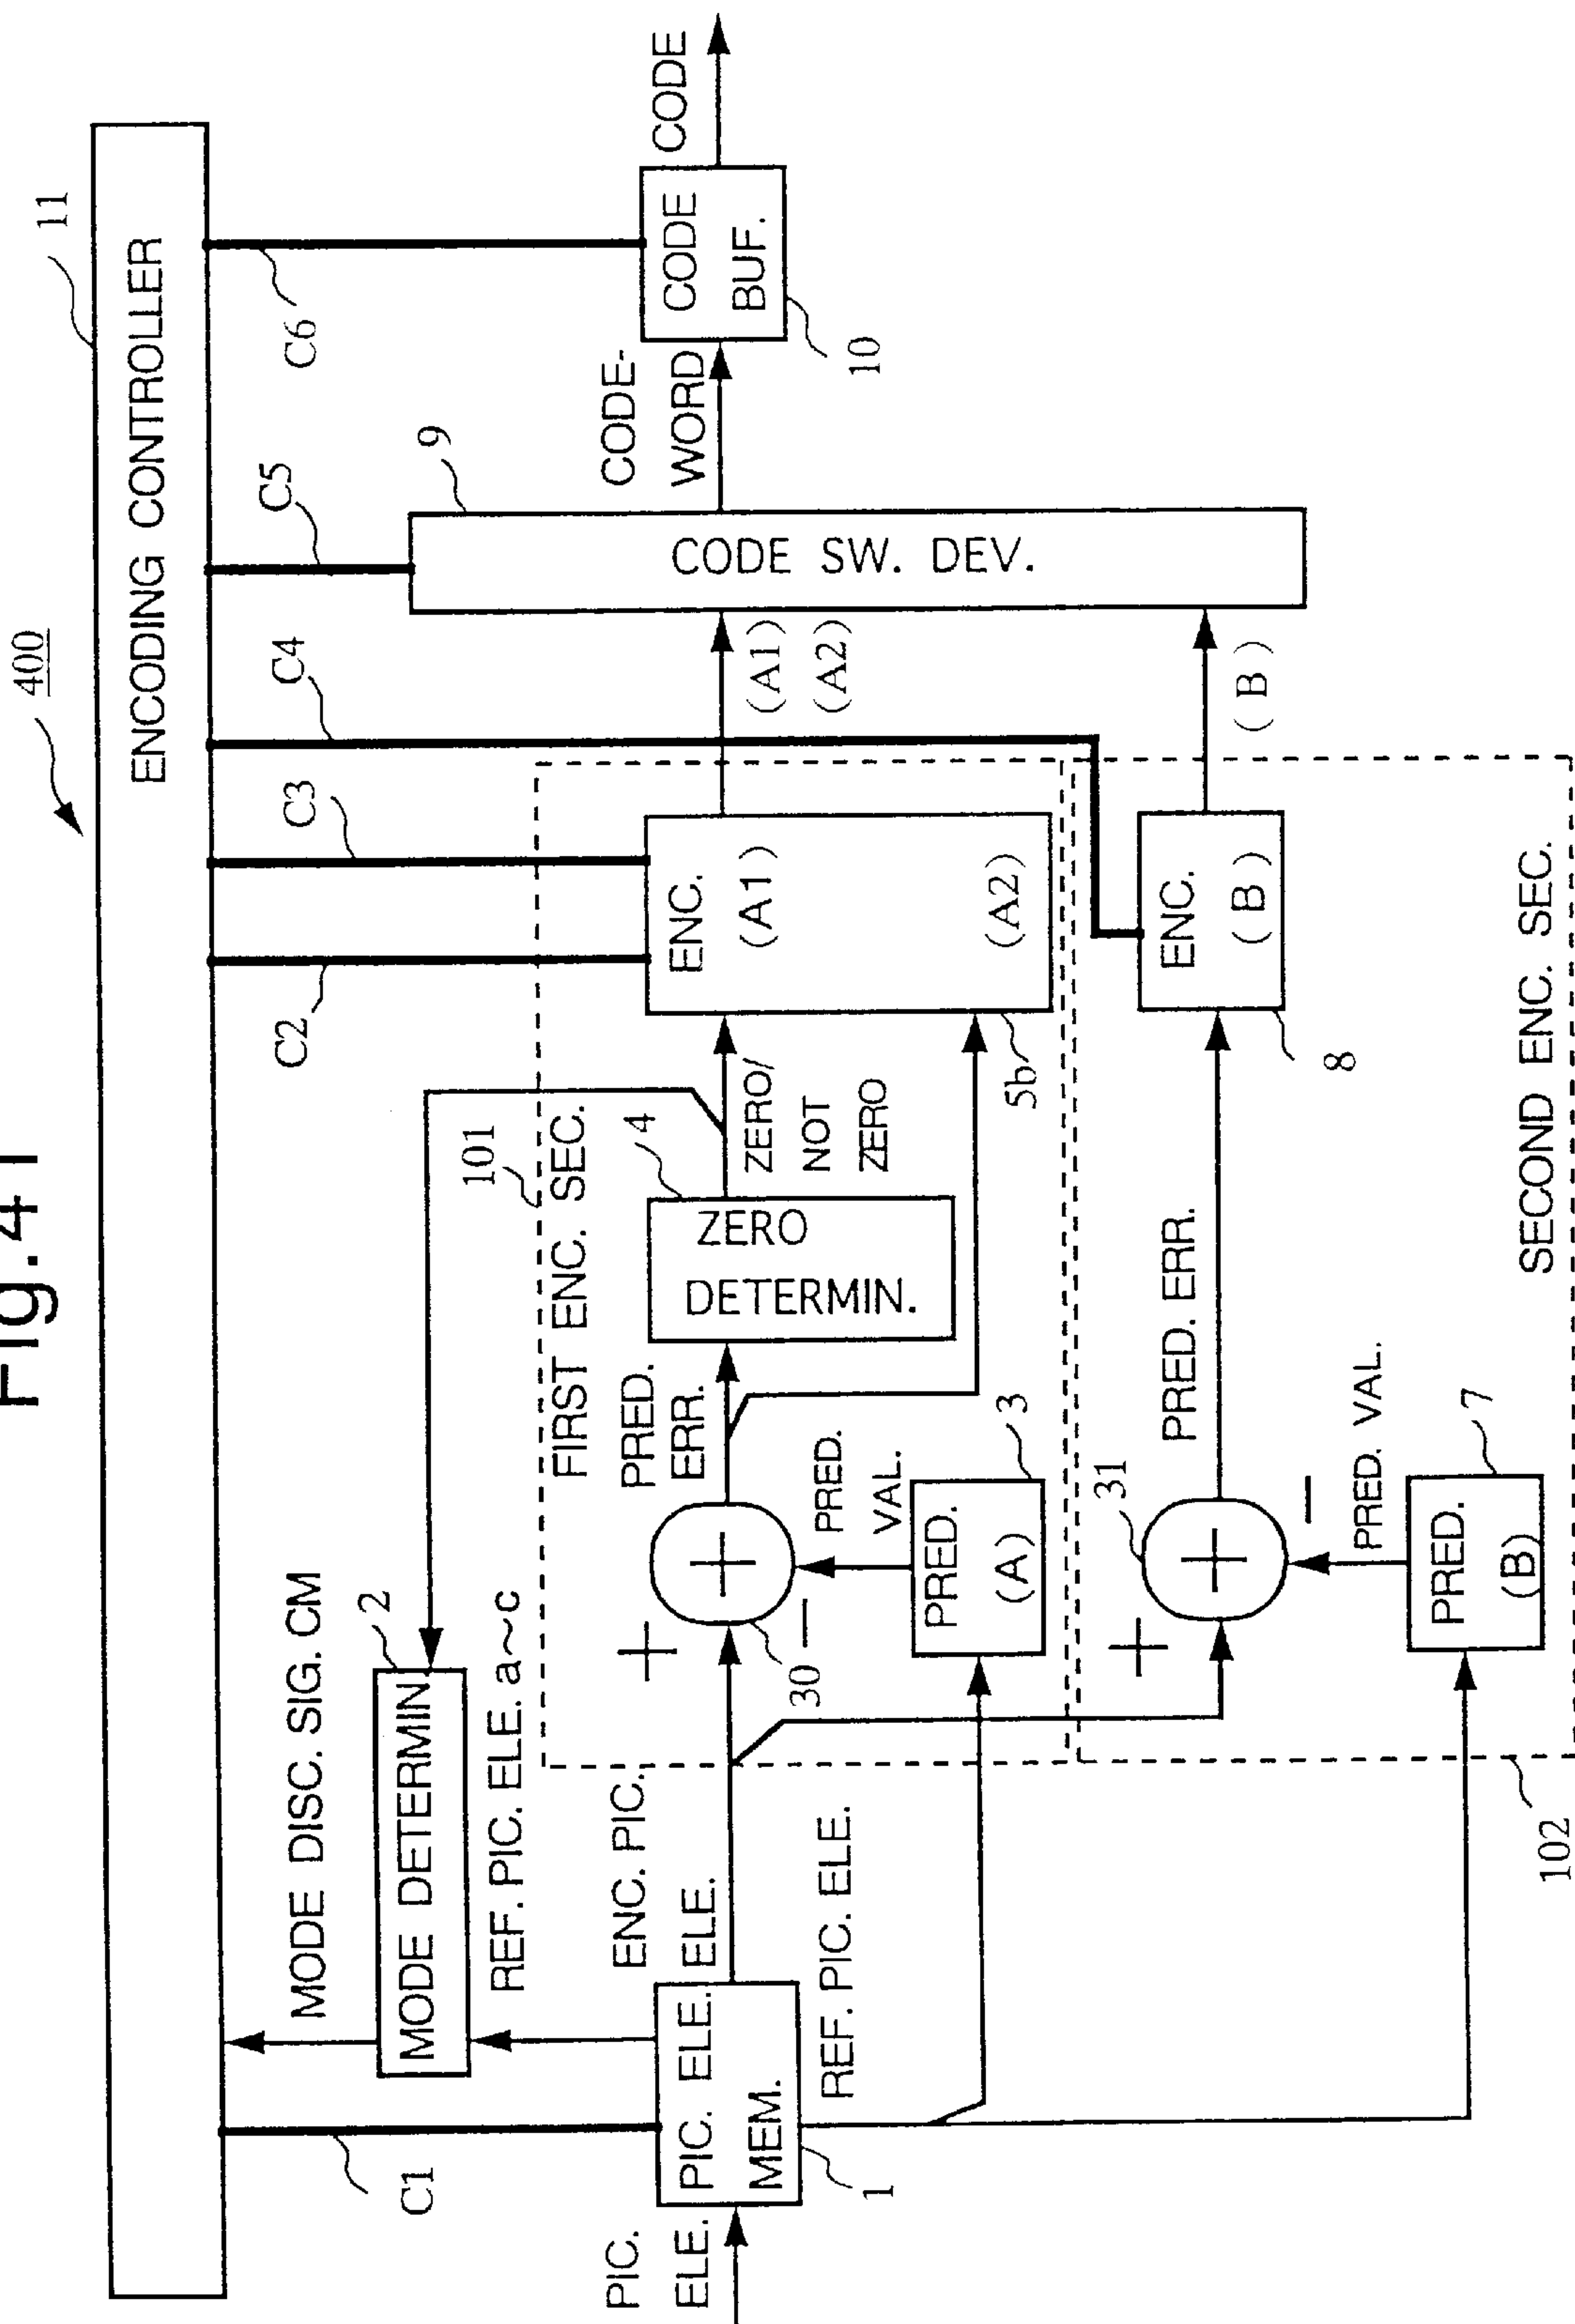 Fig.41
400
11
ENCODING CONTROLLER
C1
C2
C3
C4
C5
C6
MODE DISC. SIG. CM
2
MODE DETERMIN.
REF. PIC. ELE. a~c
PIC.
ELE.
PIC. ELE.
MEM.
1
ENC. PIC.
ELE.
REF. PIC. ELE.
101
FIRST ENC. SEC.
30
+
+
−
PRED.
ERR.
PRED.
VAL.
PRED.
(A)
3
4
ZERO
DETERMIN.
ZERO/
NOT
ZERO
ENC.
(A1)
(A2)
5b
(A1)
(A2)
9
CODE SW. DEV.
CODE-
WORD
CODE
BUF.
10
CODE
31
+
+
−
PRED. VAL.
PRED.
(B)
7
PRED. ERR.
ENC.
(B)
8
(B)
SECOND ENC. SEC.
102